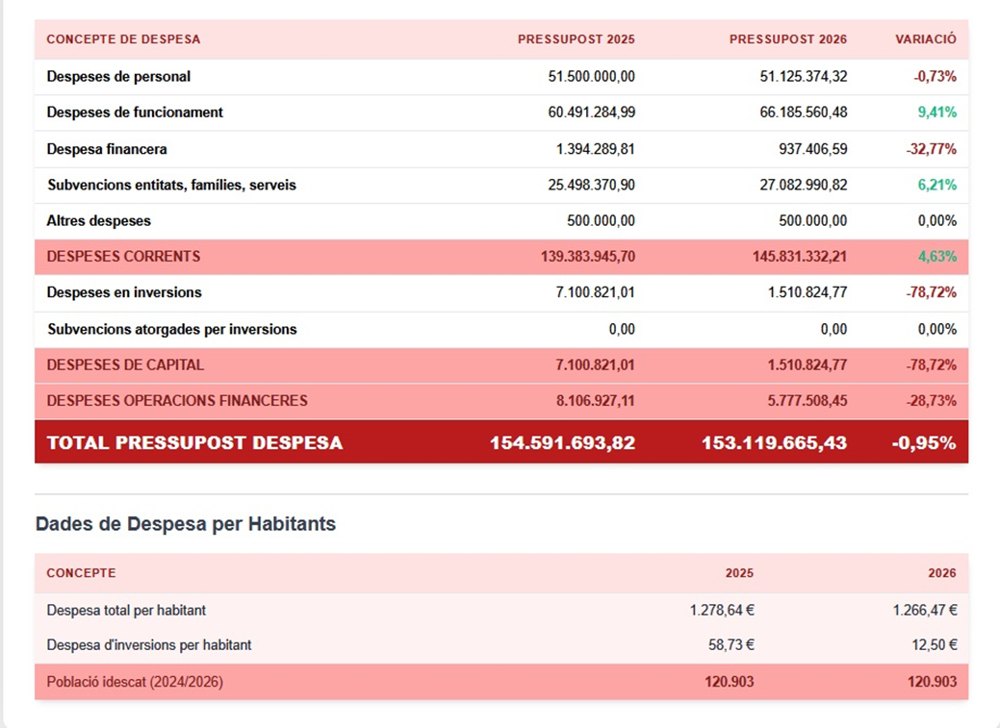 CONCEPTE DE DESPESA PRESSUPOST 2025 PRESSUPOST 2026 VARIACIÓ
Despeses de personal 51.500.000,00 51.125.374,32 -0,73%
Despeses de funcionament 60.491.284,99 66.185.560,48 9,41%
Despesa financera 1.394.289,81 937.406,59 -32,77%
Subvencions entitats, famílies, serveis 25.498.370,90 27.082.990,82 6,21%
Altres despeses 500.000,00 500.000,00 0,00%
DESPESES CORRENTS 139.383.945,70 145.831.332,21 4,63%
Despeses en inversions 7.100.821,01 1.510.824,77 -78,72%
Subvencions atorgades per inversions 0,00 0,00 0,00%
DESPESES DE CAPITAL 7.100.821,01 1.510.824,77 -78,72%
DESPESES OPERACIONS FINANCERES 8.106.927,11 5.777.508,45 -28,73%
TOTAL PRESSUPOST DESPESA 154.591.693,82 153.119.665,43 -0,95%
Dades de Despesa per Habitants
CONCEPTE 2025 2026
Despesa total per habitant 1.278,64 € 1.266,47 €
Despesa d'inversions per habitant 58,73 € 12,50 €
Població idescat (2024/2026) 120.903 120.903